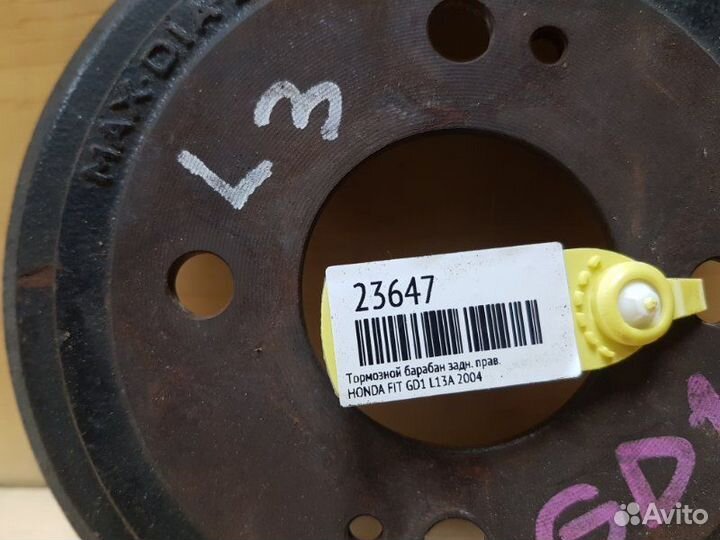 MAX·DIA
L3
23647
Тормозной барабан задн. прав.
HONDA FIT GD1 L13A 2004
GD1
Avito